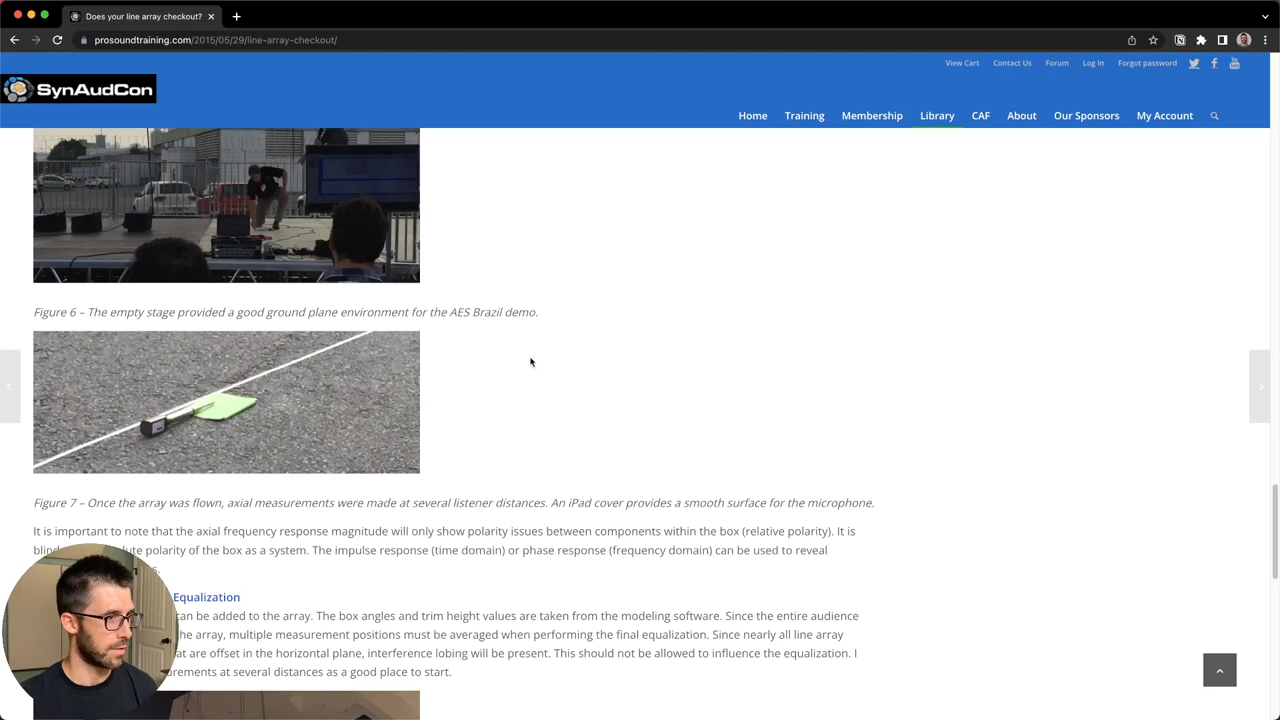 Does your line array checkout?
prosoundtraining.com/2015/05/29/line-array-checkout/
View Cart Contact Us Forum Log In Forgot password
SynAudCon
Home Training Membership Library CAF About Our Sponsors My Account
Figure 6 – The empty stage provided a good ground plane environment for the AES Brazil demo.
Figure 7 – Once the array was flown, axial measurements were made at several listener distances. An iPad cover provides a smooth surface for the microphone.
It is important to note that the axial frequency response magnitude will only show polarity issues between components within the box (relative polarity). It is
polarity of the box as a system. The impulse response (time domain) or phase response (frequency domain) can be used to reveal
Equalization
can be added to the array. The box angles and trim height values are taken from the modeling software. Since the entire audience
array, multiple measurement positions must be averaged when performing the final equalization. Since nearly all line array
are offset in the horizontal plane, interference lobing will be present. This should not be allowed to influence the equalization. I
at several distances as a good place to start.